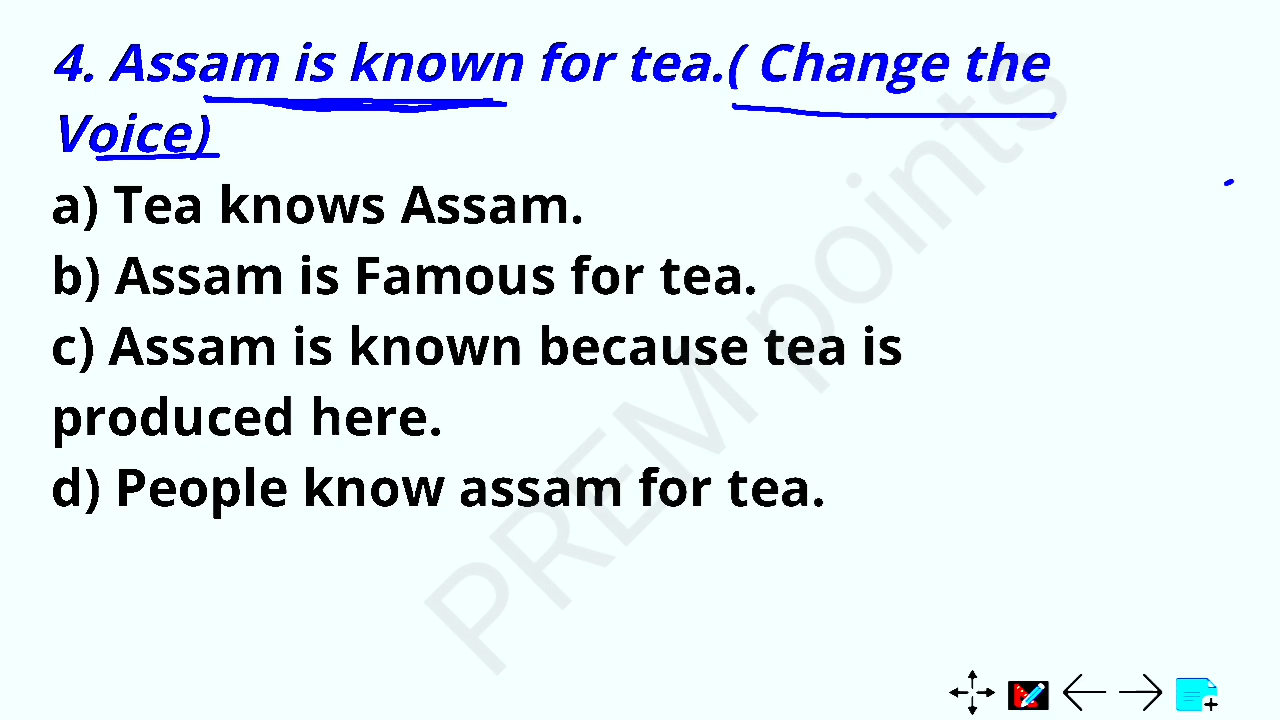 4. Assam is known for tea.( Change the
Voice)
a) Tea knows Assam.
b) Assam is Famous for tea.
c) Assam is known because tea is
produced here.
d) People know assam for tea.
PREM points